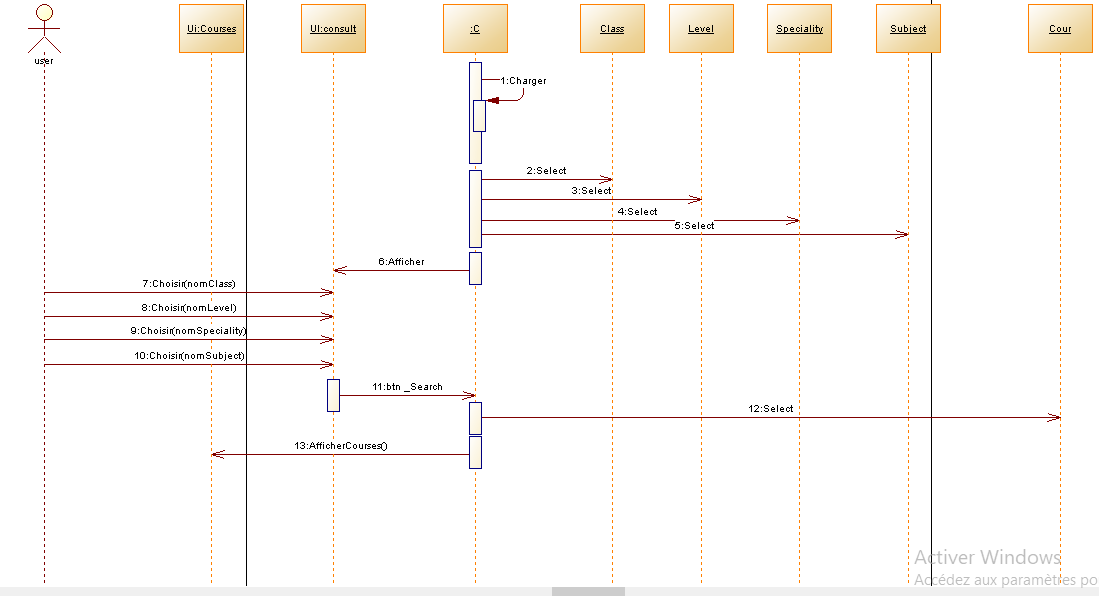 Ui:Courses
UI:consult
:C
Class
Level
Speciality
Subject
Cour
user
1:Charger
2:Select
3:Select
4:Select
5:Select
6:Afficher
7:Choisir(nomClass)
8:Choisir(nomLevel)
9:Choisir(nomSpeciality)
10:Choisir(nomSubject)
11:btn _Search
12:Select
13:AfficherCourses()
Activer Windows
Accédez aux paramètres po